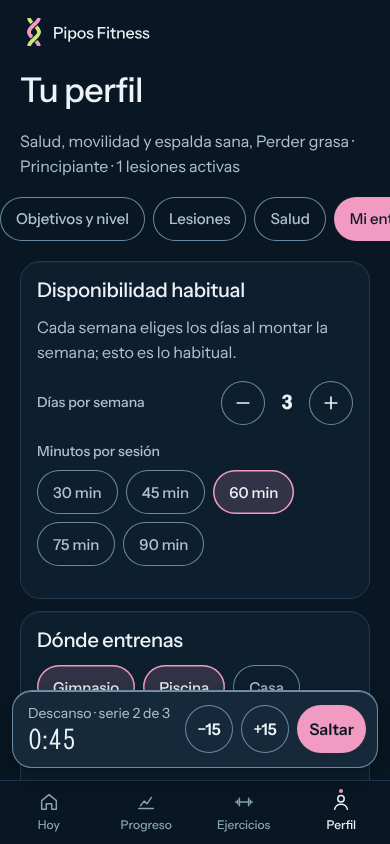 Pipos Fitness
Tu perfil
Salud, movilidad y espalda sana, Perder grasa ·
Principiante · 1 lesiones activas
Objetivos y nivel
Lesiones
Salud
Mi ent
Disponibilidad habitual
Cada semana eliges los días al montar la
semana; esto es lo habitual.
Días por semana
−
3
+
Minutos por sesión
30 min
45 min
60 min
75 min
90 min
Dónde entrenas
Gimnasio
Piscina
Casa
Descanso · serie 2 de 3
0:45
−15
+15
Saltar
Hoy
Progreso
Ejercicios
Perfil